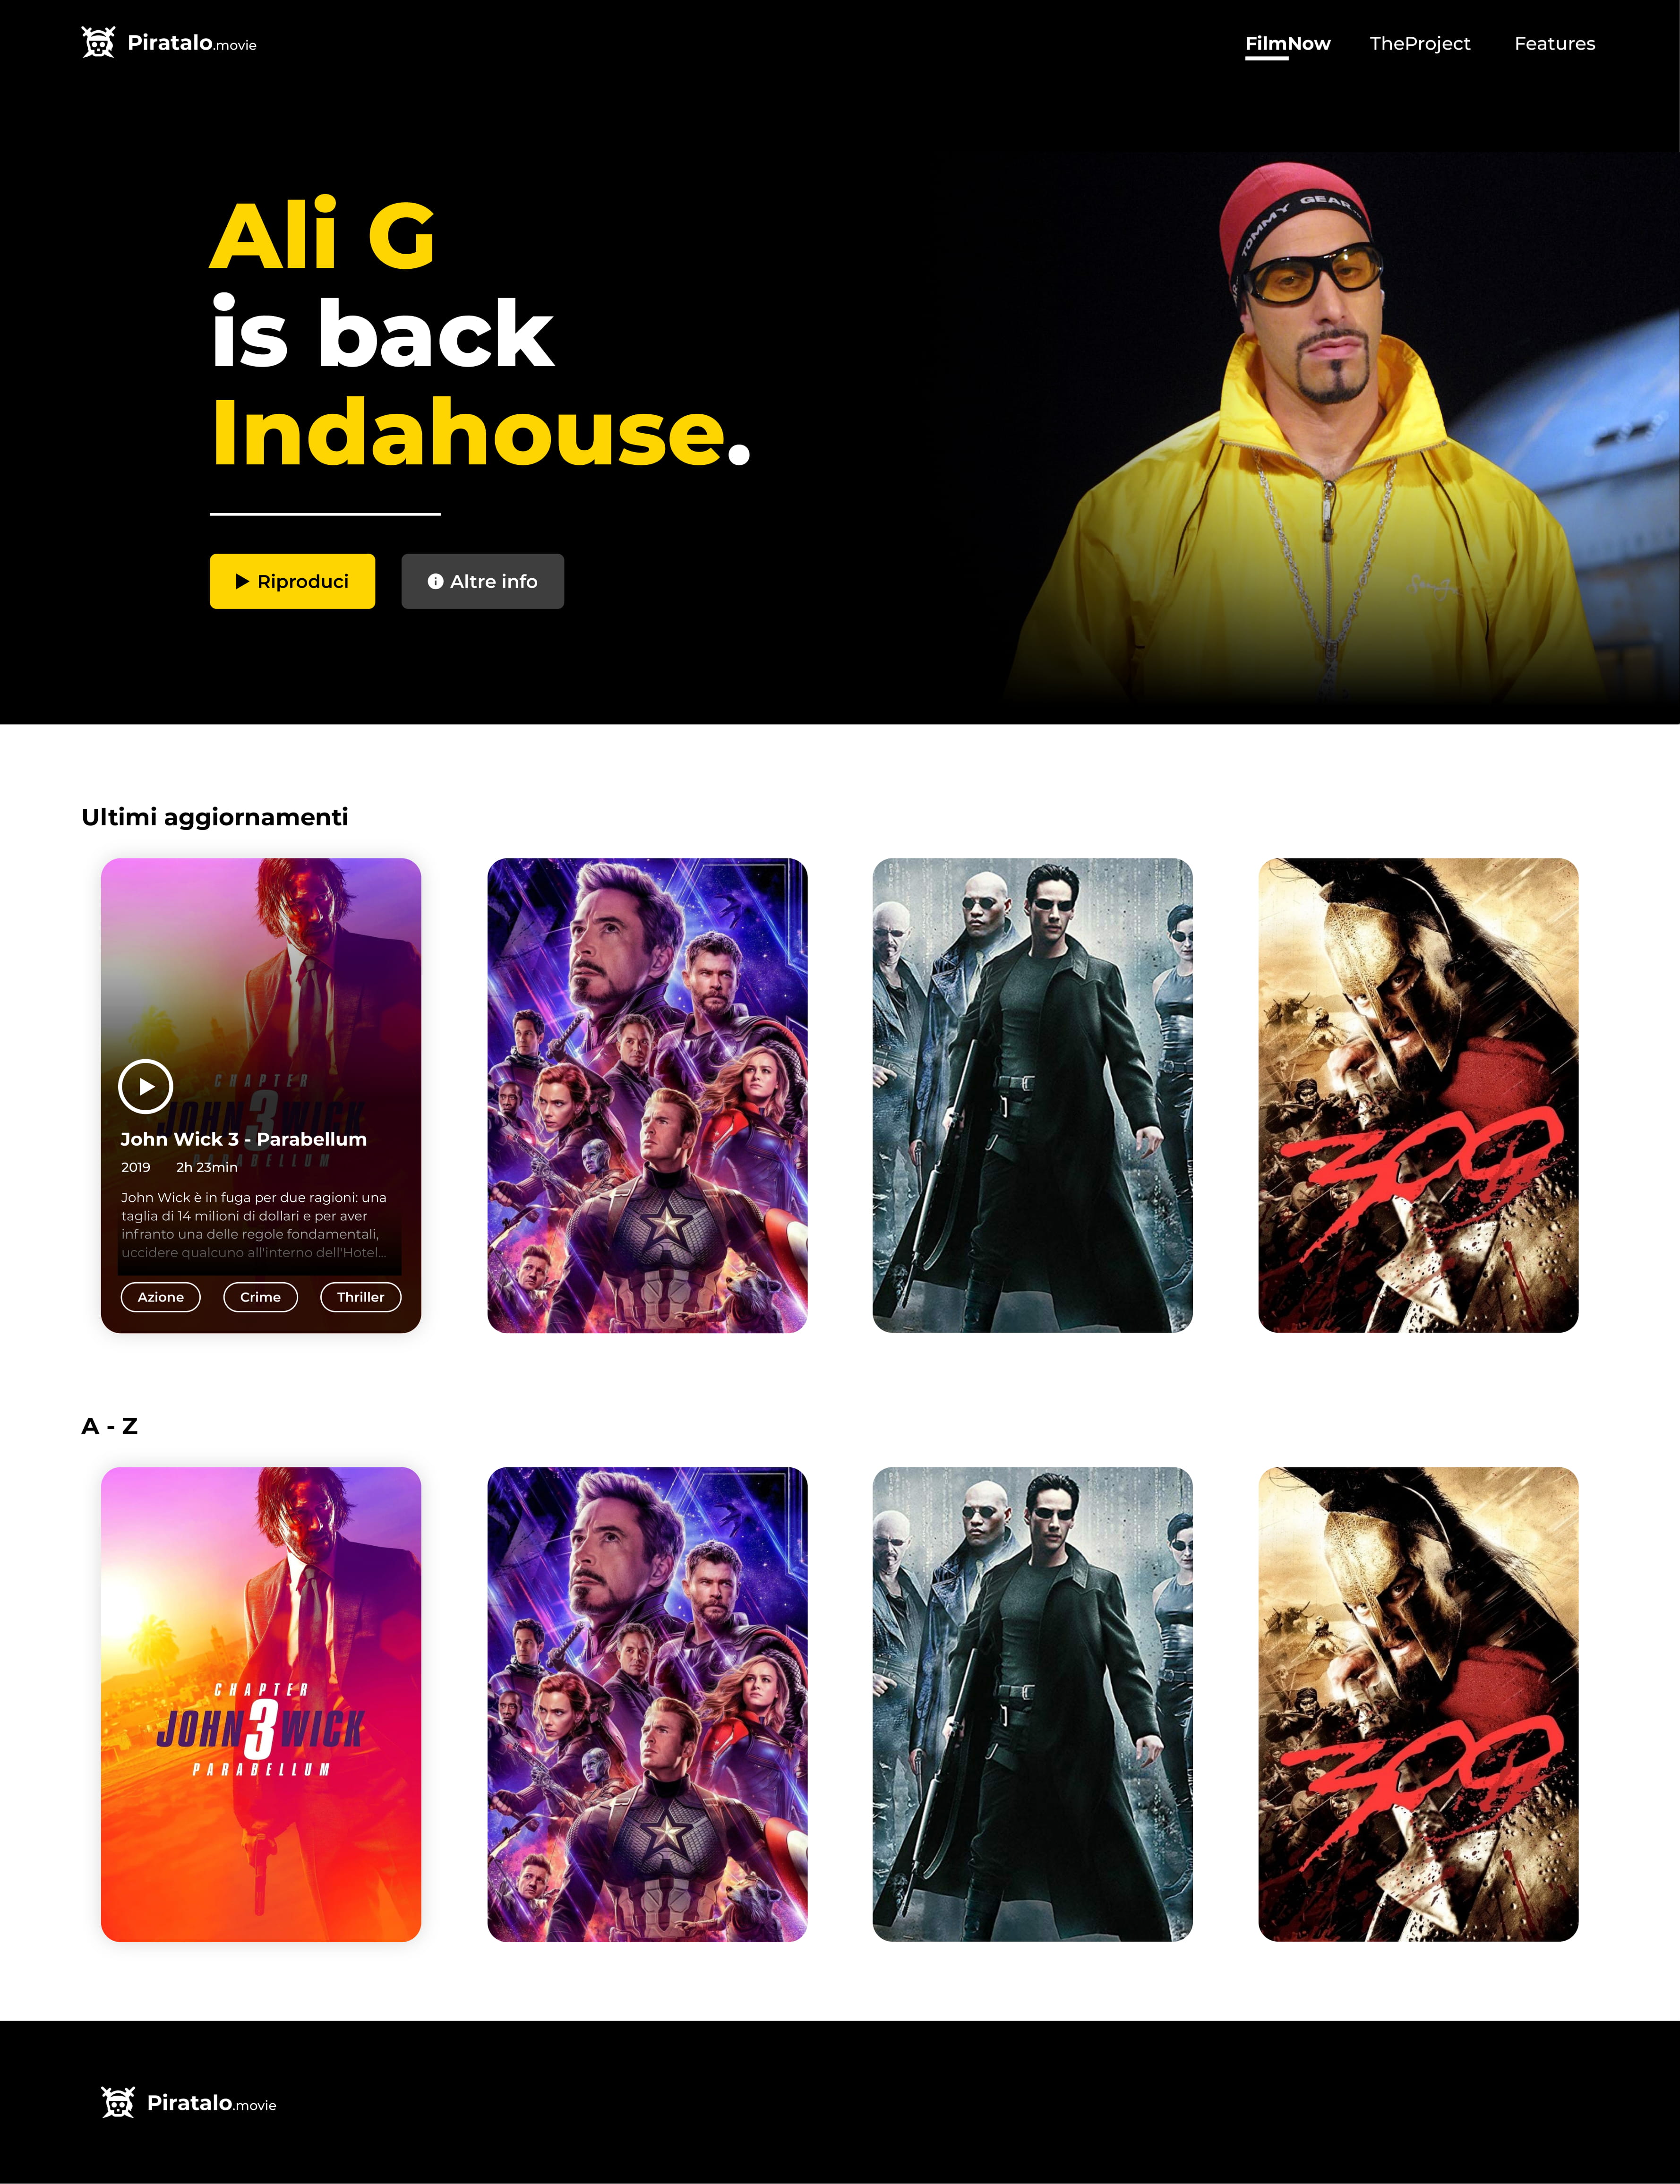 Piratalo.movie
FilmNow TheProject Features
TOMMY GEAR
Ali G
is back
Indahouse.
Riproduci
Altre info
Ultimi aggiornamenti
CHAPTER
JOHN 3 WICK
PARABELLUM
John Wick 3 - Parabellum
2019 2h 23min
John Wick è in fuga per due ragioni: una
taglia di 14 milioni di dollari e per aver
infranto una delle regole fondamentali,
uccidere qualcuno all'interno dell'Hotel...
Azione Crime Thriller
300
A - Z
CHAPTER
JOHN 3 WICK
PARABELLUM
300
Piratalo.movie